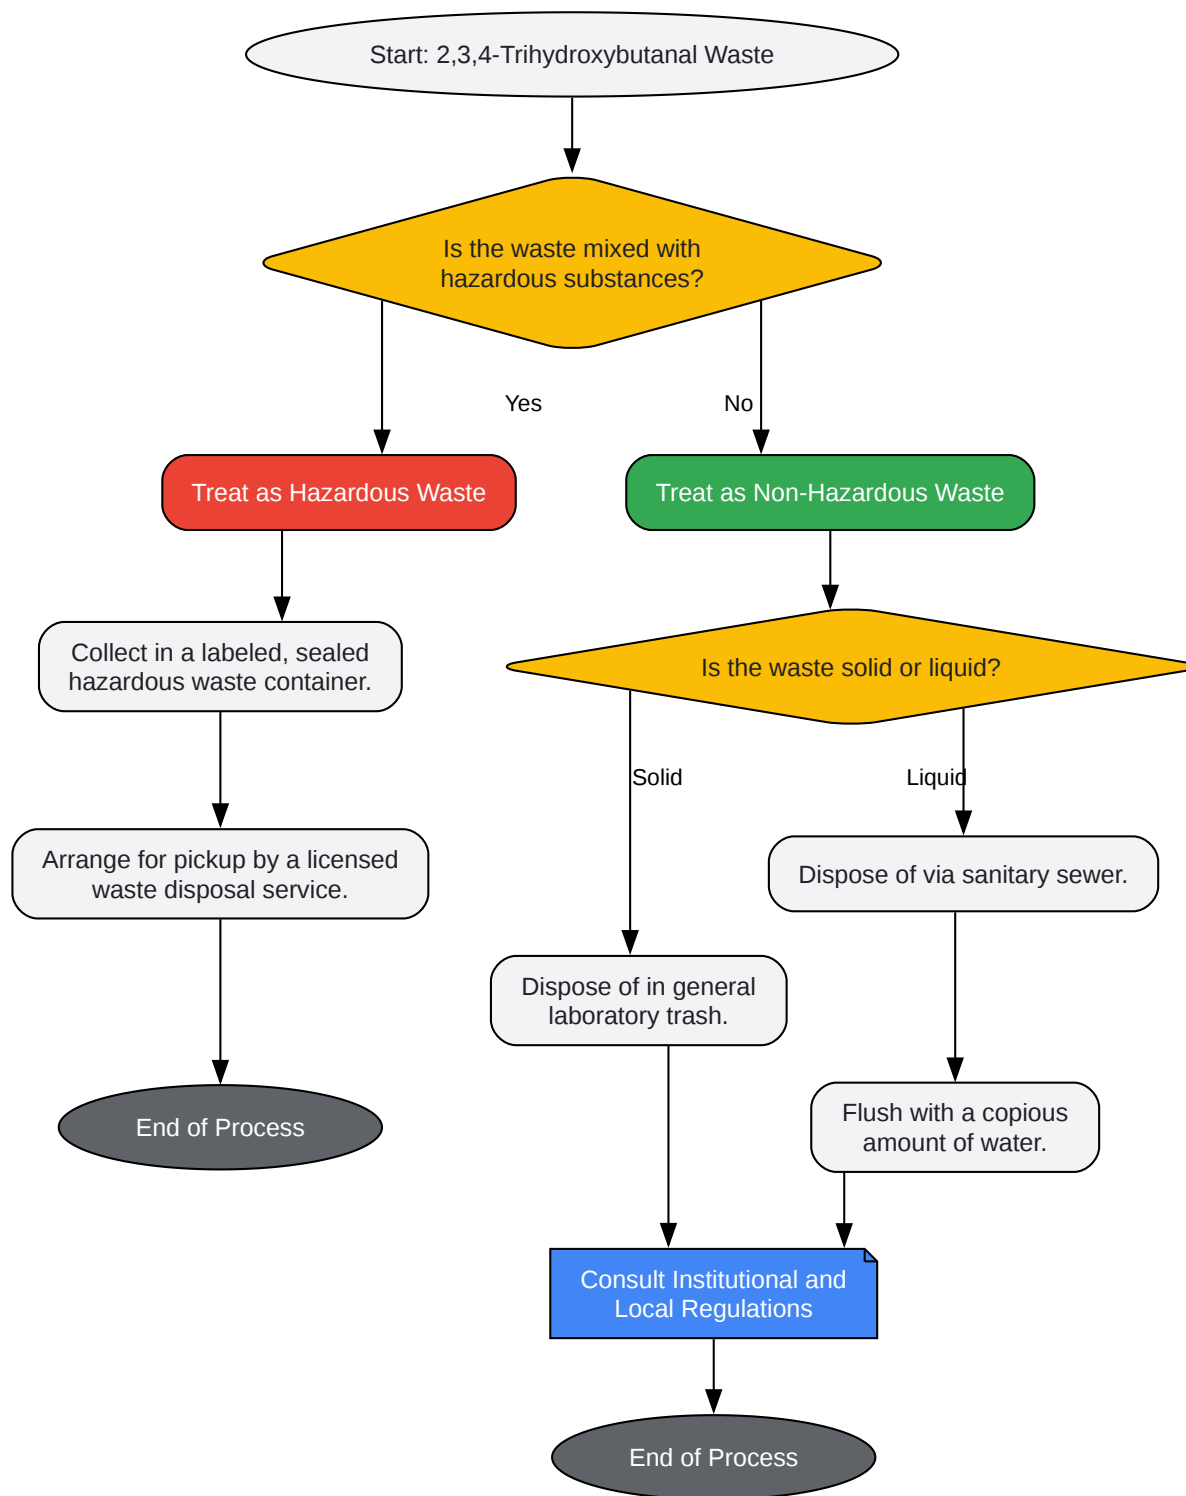 Start: 2,3,4-Trihydroxybutanal Waste
Is the waste mixed with
hazardous substances?
Yes
No
Treat as Hazardous Waste
Treat as Non-Hazardous Waste
Collect in a labeled, sealed
hazardous waste container.
Is the waste solid or liquid?
Solid
Liquid
Arrange for pickup by a licensed
waste disposal service.
Dispose of via sanitary sewer.
Dispose of in general
laboratory trash.
End of Process
Flush with a copious
amount of water.
Consult Institutional and
Local Regulations
End of Process